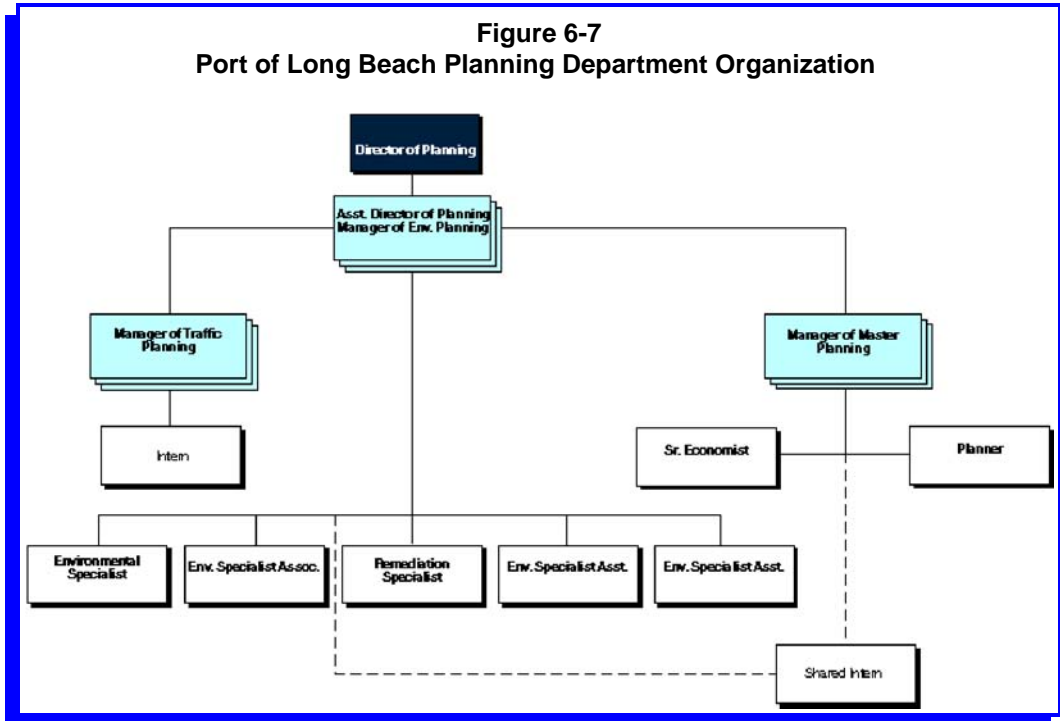 Figure 6-7
Port of Long Beach Planning Department Organization
Director of Planning
Asst. Director of Planning
Manager of Env. Planning
Manager of Traffic
Planning
Manager of Master
Planning
Intern
Sr. Economist
Planner
Environmental
Specialist
Env. Specialist Assoc.
Remediation
Specialist
Env. Specialist Asst.
Env. Specialist Asst.
Shared Intern